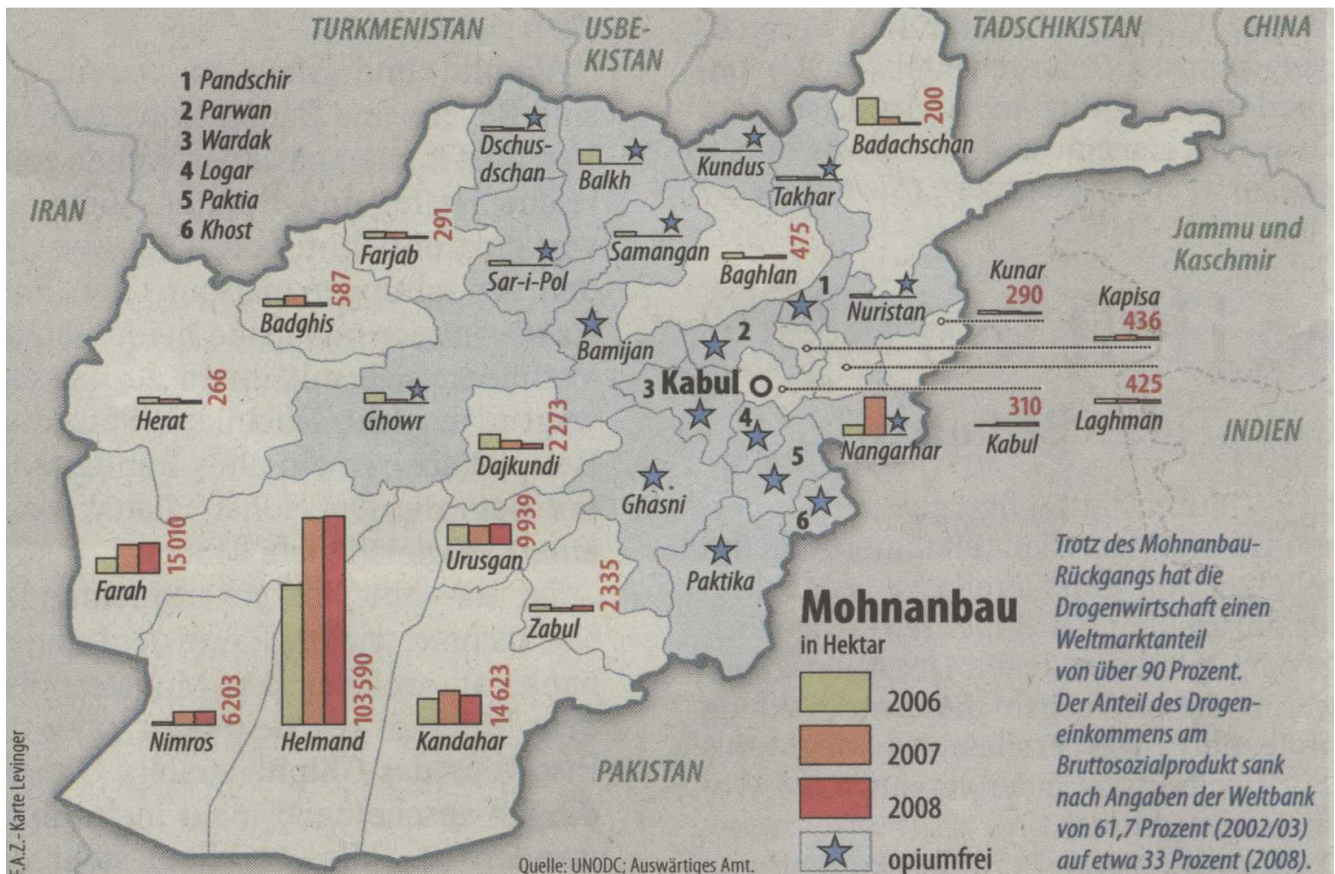 TURKMENISTAN
USBE-
KISTAN
TADSCHIKISTAN
CHINA
1 Pandschir
2 Parwan
3 Wardak
4 Logar
5 Paktia
6 Khost
IRAN
Dschus-
dschan
Balkh
Kundus
Takhar
200
Badachschan
291
Farjab
Sar-i-Pol
Samangan
475
Baghlan
Jammu und
Kaschmir
587
Badghis
Bamijan
1
2
Nuristan
Kunar
290
Kapisa
436
266
Herat
Ghowr
2273
Dajkundi
3 Kabul
4
5
6
Nangarhar
310
Kabul
425
Laghman
INDIEN
Ghasni
Paktika
15010
Farah
9939
Urusgan
2335
Zabul
6203
Nimros
103590
Helmand
14623
Kandahar
PAKISTAN
Mohnanbau
in Hektar
2006
2007
2008
opiumfrei
Trotz des Mohnanbau-
Rückgangs hat die
Drogenwirtschaft einen
Weltmarktanteil
von über 90 Prozent.
Der Anteil des Drogen-
einkommens am
Bruttosozialprodukt sank
nach Angaben der Weltbank
von 61,7 Prozent (2002/03)
auf etwa 33 Prozent (2008).
F.A.Z.-Karte Levinger
Quelle: UNODC; Auswärtiges Amt.